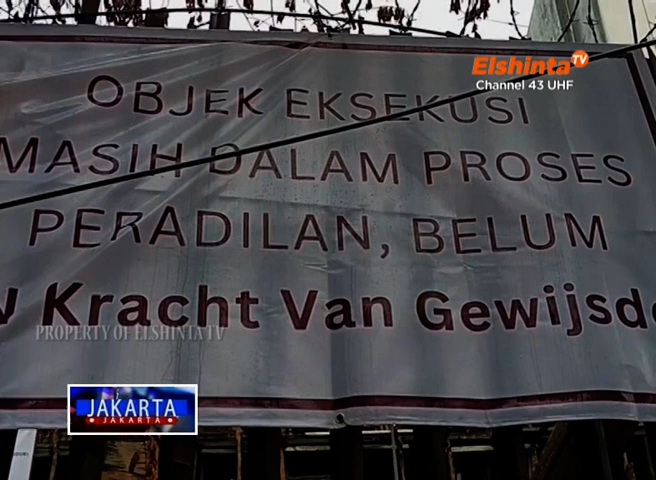 Elshinta TV
Channel 43 UHF
OBJEK EKSEKUSI
MASIH DALAM PROSES
PERADILAN, BELUM
Kracht Van Gewijsd
PROPERTY OF ELSHINTA TV
JAKARTA
JAKARTA